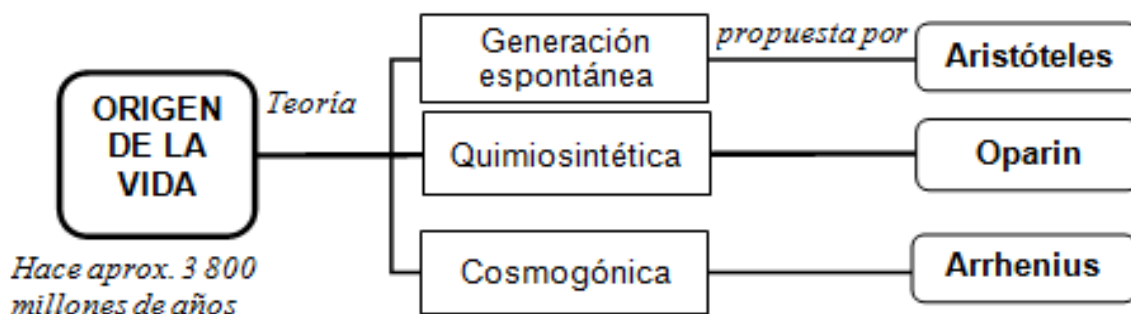 ORIGEN
DE LA
VIDA
Hace aprox. 3 800
millones de años
Teoría
Generación
espontánea
propuesta por
Aristóteles
Quimiosintética
Oparin
Cosmogónica
Arrhenius